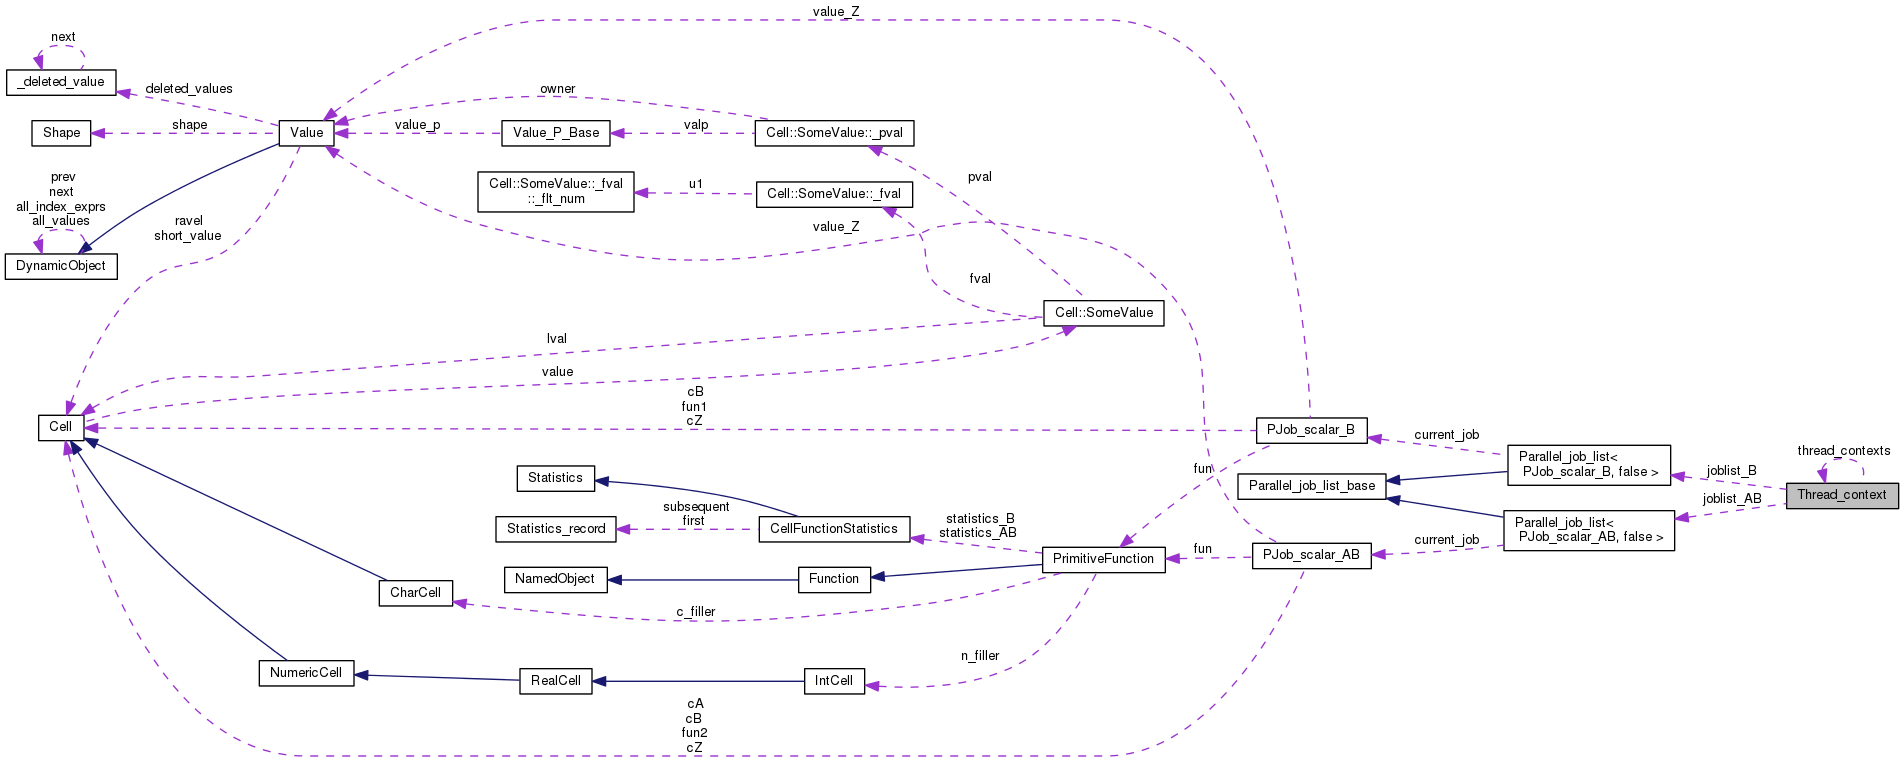 value_Z
next
_deleted_value
deleted_values
owner
Shape
shape
Value
value_p
Value_P_Base
valp
Cell::SomeValue::_pval
prev
next
all_index_exprs
all_values
Cell::SomeValue::_fval
::_flt_num
u1
Cell::SomeValue::_fval
pval
ravel
short_value
value_Z
DynamicObject
fval
Cell::SomeValue
lval
value
cB
fun1
cZ
Cell
PJob_scalar_B
current_job
Parallel_job_list<
PJob_scalar_B, false >
thread_contexts
joblist_B
Thread_context
joblist_AB
fun
Parallel_job_list_base
Statistics
subsequent
first
Statistics_record
CellFunctionStatistics
statistics_B
statistics_AB
Parallel_job_list<
PJob_scalar_AB, false >
current_job
PJob_scalar_AB
fun
PrimitiveFunction
NamedObject
Function
CharCell
c_filler
n_filler
NumericCell
RealCell
IntCell
cA
cB
fun2
cZ